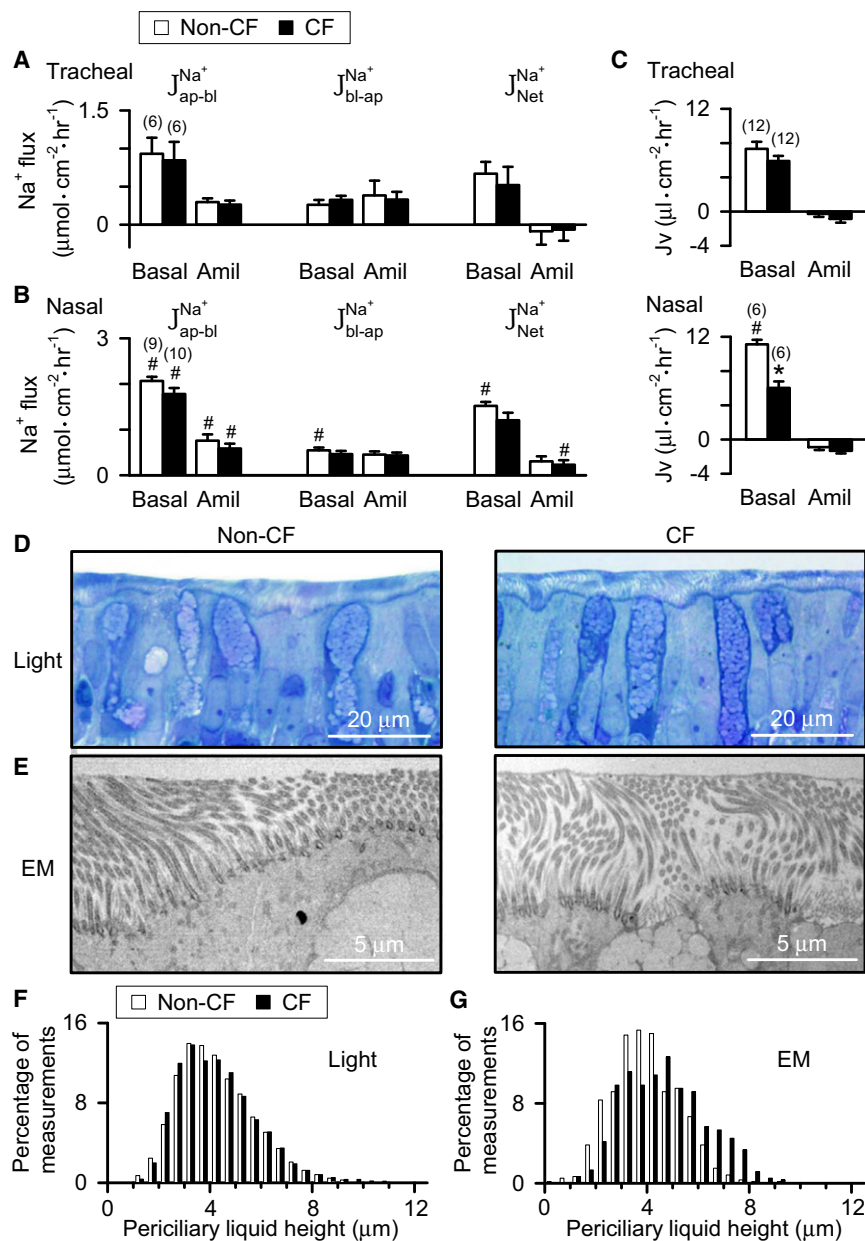 Non-CF CF
A Tracheal
J Na+ ap-bl
J Na+ bl-ap
J Na+ Net
Na+ flux
(μmol·cm-2·hr-1)
1.5
0
(6) (6)
Basal Amil
Basal Amil
Basal Amil
B Nasal
J Na+ ap-bl
J Na+ bl-ap
J Na+ Net
Na+ flux
(μmol·cm-2·hr-1)
3
0
(9) (10)
# #
# #
#
#
#
Basal Amil
Basal Amil
Basal Amil
C Tracheal
Jv (μl·cm-2·hr-1)
12
0
-4
(12) (12)
Basal Amil
Nasal
Jv (μl·cm-2·hr-1)
12
0
-4
(6)
#
(6)
*
Basal Amil
Non-CF
CF
D
Light
20 μm
20 μm
E
EM
5 μm
5 μm
F
Non-CF CF
Percentage of
measurements
16
8
0
Light
0 4 8 12
Periciliary liquid height (μm)
G
Percentage of
measurements
16
8
0
EM
0 4 8 12
Periciliary liquid height (μm)